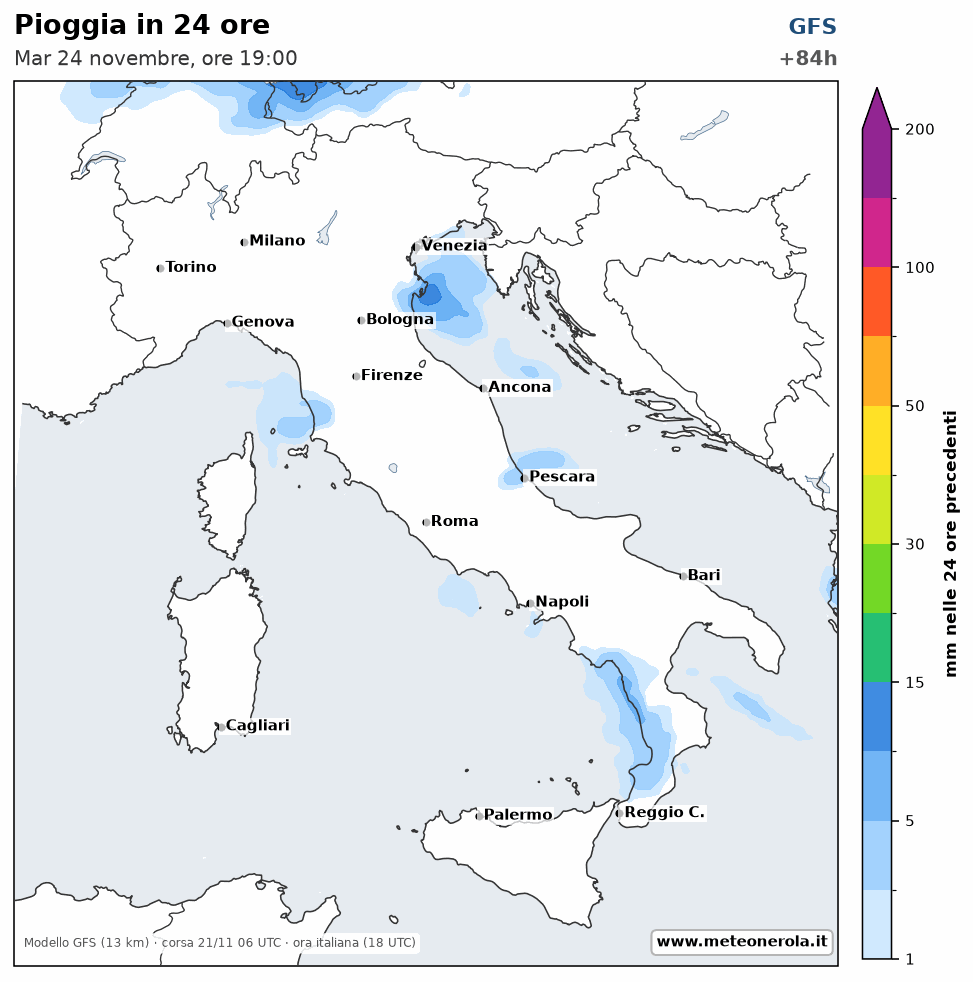 Pioggia in 24 ore
GFS
Mar 24 novembre, ore 19:00
+84h
200
100
50
30
15
5
1
mm nelle 24 ore precedenti
Venezia
Milano
Torino
Genova
Bologna
Firenze
Ancona
Pescara
Roma
Bari
Napoli
Cagliari
Palermo
Reggio C.
Modello GFS (13 km) · corsa 21/11 06 UTC · ora italiana (18 UTC)
www.meteonerola.it